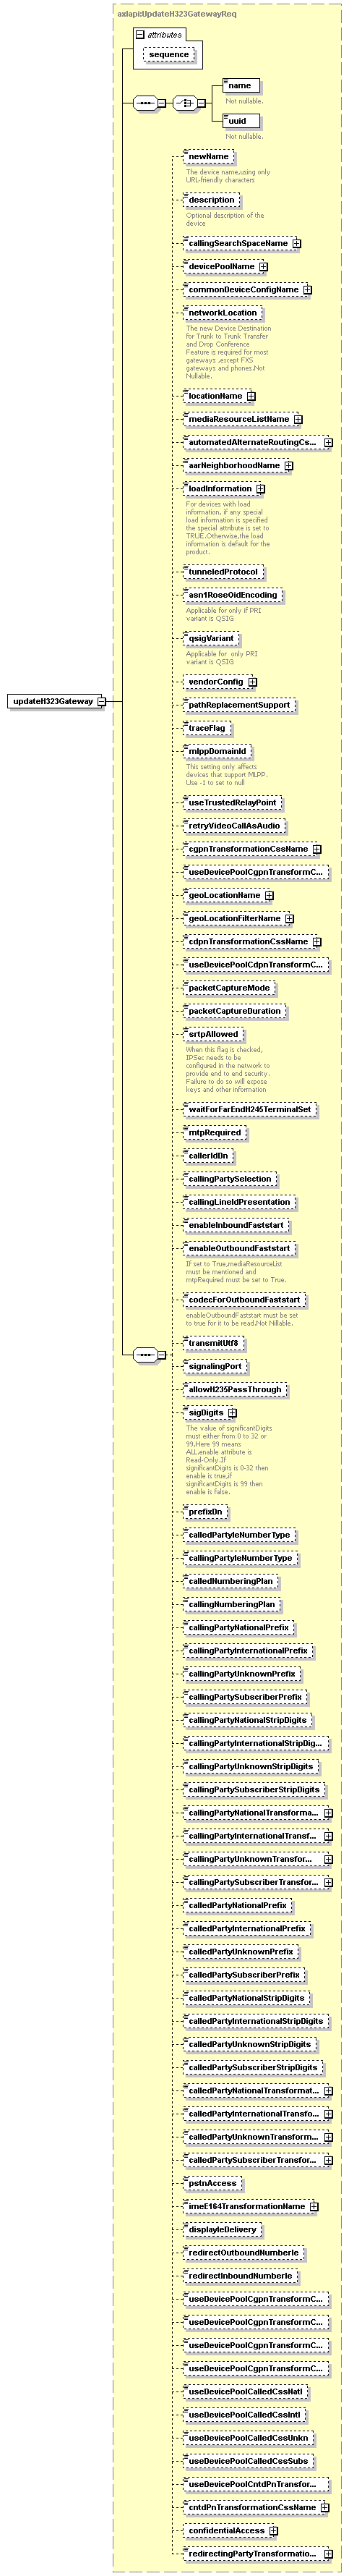 axlapi:UpdateH323GatewayReq
attributes
sequence
name
Not nullable.
uuid
Not nullable.
newName
The device name,using only
URL-friendly characters
description
Optional description of the
device
callingSearchSpaceName
devicePoolName
commonDeviceConfigName
networkLocation
The new Device Destination
for Trunk to Trunk Transfer
and Drop Conference
Feature is required for most
gateways ,except FXS
gateways and phones.Not
Nullable.
locationName
mediaResourceListName
automatedAlternateRoutingCs...
aarNeighborhoodName
loadInformation
For devices with load
information, if any special
load information is specified
the special attribute is set to
TRUE.Otherwise,the load
information is default for the
product.
tunneledProtocol
asn1RoseOidEncoding
Applicable for only if PRI
variant is QSIG
qsigVariant
Applicable for  only PRI
variant is QSIG
vendorConfig
pathReplacementSupport
traceFlag
mlppDomainId
This setting only affects
devices that support MLPP.
Use -1 to set to null
useTrustedRelayPoint
retryVideoCallAsAudio
cgpnTransformationCssName
useDevicePoolCgpnTransformC...
geoLocationName
geoLocationFilterName
cdpnTransformationCssName
useDevicePoolCdpnTransformC...
packetCaptureMode
packetCaptureDuration
srtpAllowed
When this flag is checked,
IPSec needs to be
configured in the network to
provide end to end security.
Failure to do so will expose
keys and other information
waitForFarEndH245TerminalSet
mtpRequired
callerIdDn
callingPartySelection
callingLineIdPresentation
enableInboundFaststart
enableOutboundFaststart
updateH323Gateway
If set to True,mediaResourceList
must be mentioned and
mtpRequired must be set to True.
codecForOutboundFaststart
enableOutboundFaststart must be set
to true for it to be read.Not Nillable.
transmitUtf8
signalingPort
allowH235PassThrough
sigDigits
The value of significantDigits
must either from 0 to 32 or
99,Here 99 means
ALL,enable attribute is
Read-Only.If
significantDigits is 0-32 then
enable is true,if
significantDigits is 99 then
enable is false.
prefixDn
calledPartyIeNumberType
callingPartyIeNumberType
calledNumberingPlan
callingNumberingPlan
callingPartyNationalPrefix
callingPartyInternationalPrefix
callingPartyUnknownPrefix
callingPartySubscriberPrefix
callingPartyNationalStripDigits
callingPartyInternationalStripDig...
callingPartyUnknownStripDigits
callingPartySubscriberStripDigits
callingPartyNationalTransforma...
callingPartyInternationalTransf...
callingPartyUnknownTransfor...
callingPartySubscriberTransfor...
calledPartyNationalPrefix
calledPartyInternationalPrefix
calledPartyUnknownPrefix
calledPartySubscriberPrefix
calledPartyNationalStripDigits
calledPartyInternationalStripDigits
calledPartyUnknownStripDigits
calledPartySubscriberStripDigits
calledPartyNationalTransformat...
calledPartyInternationalTransfo...
calledPartyUnknownTransform...
calledPartySubscriberTransfor...
pstnAccess
imeE164TransformationName
displayIeDelivery
redirectOutboundNumberIe
redirectInboundNumberIe
useDevicePoolCgpnTransformC...
useDevicePoolCgpnTransformC...
useDevicePoolCgpnTransformC...
useDevicePoolCgpnTransformC...
useDevicePoolCalledCssNatl
useDevicePoolCalledCssIntl
useDevicePoolCalledCssUnkn
useDevicePoolCalledCssSubs
useDevicePoolCntdPnTransfor...
cntdPnTransformationCssName
confidentialAccess
redirectingPartyTransformatio...